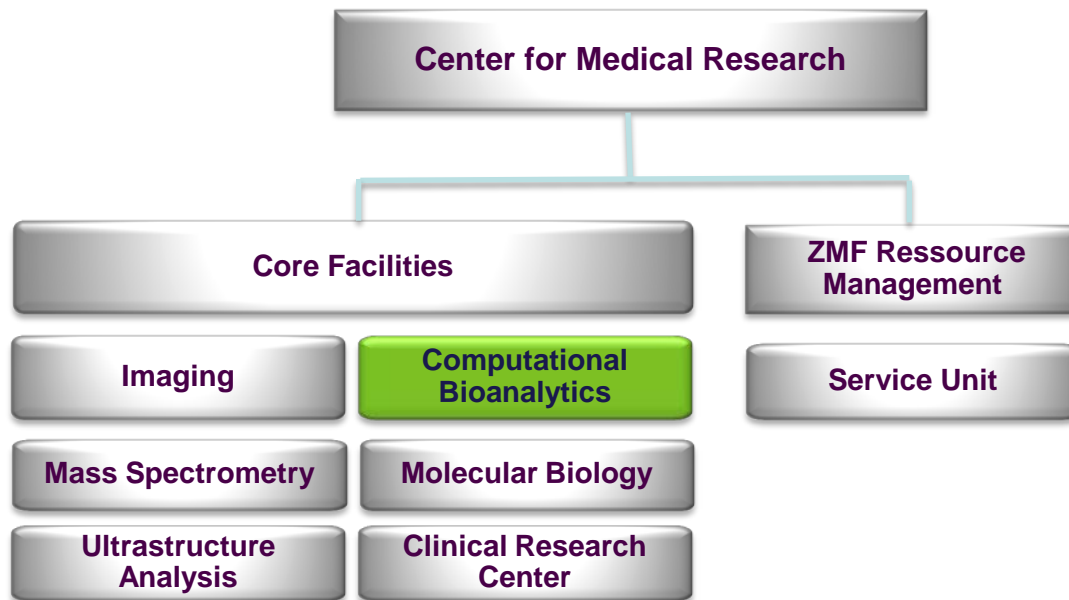 Center for Medical Research
Core Facilities
ZMF Ressource
Management
Imaging
Computational
Bioanalytics
Service Unit
Mass Spectrometry
Molecular Biology
Ultrastructure
Analysis
Clinical Research
Center